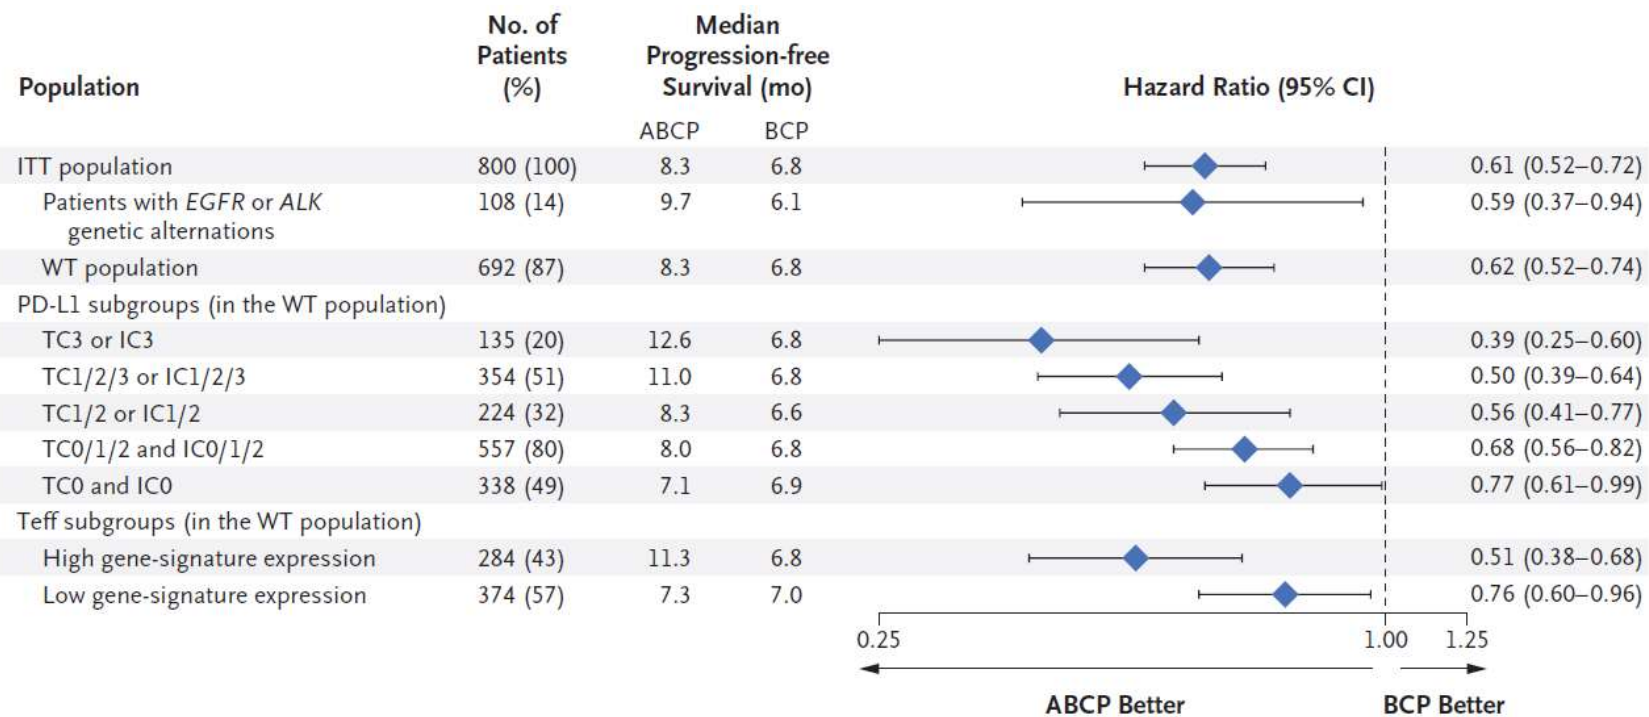 No. of Patients (%)
Median Progression-free Survival (mo)
Population
Hazard Ratio (95% CI)
ABCP BCP
ITT population 800 (100) 8.3 6.8 0.61 (0.52–0.72)
Patients with EGFR or ALK 108 (14) 9.7 6.1 0.59 (0.37–0.94)
genetic alternations
WT population 692 (87) 8.3 6.8 0.62 (0.52–0.74)
PD-L1 subgroups (in the WT population)
TC3 or IC3 135 (20) 12.6 6.8 0.39 (0.25–0.60)
TC1/2/3 or IC1/2/3 354 (51) 11.0 6.8 0.50 (0.39–0.64)
TC1/2 or IC1/2 224 (32) 8.3 6.6 0.56 (0.41–0.77)
TC0/1/2 and IC0/1/2 557 (80) 8.0 6.8 0.68 (0.56–0.82)
TC0 and IC0 338 (49) 7.1 6.9 0.77 (0.61–0.99)
Teff subgroups (in the WT population)
High gene-signature expression 284 (43) 11.3 6.8 0.51 (0.38–0.68)
Low gene-signature expression 374 (57) 7.3 7.0 0.76 (0.60–0.96)
0.25 1.00 1.25
ABCP Better BCP Better